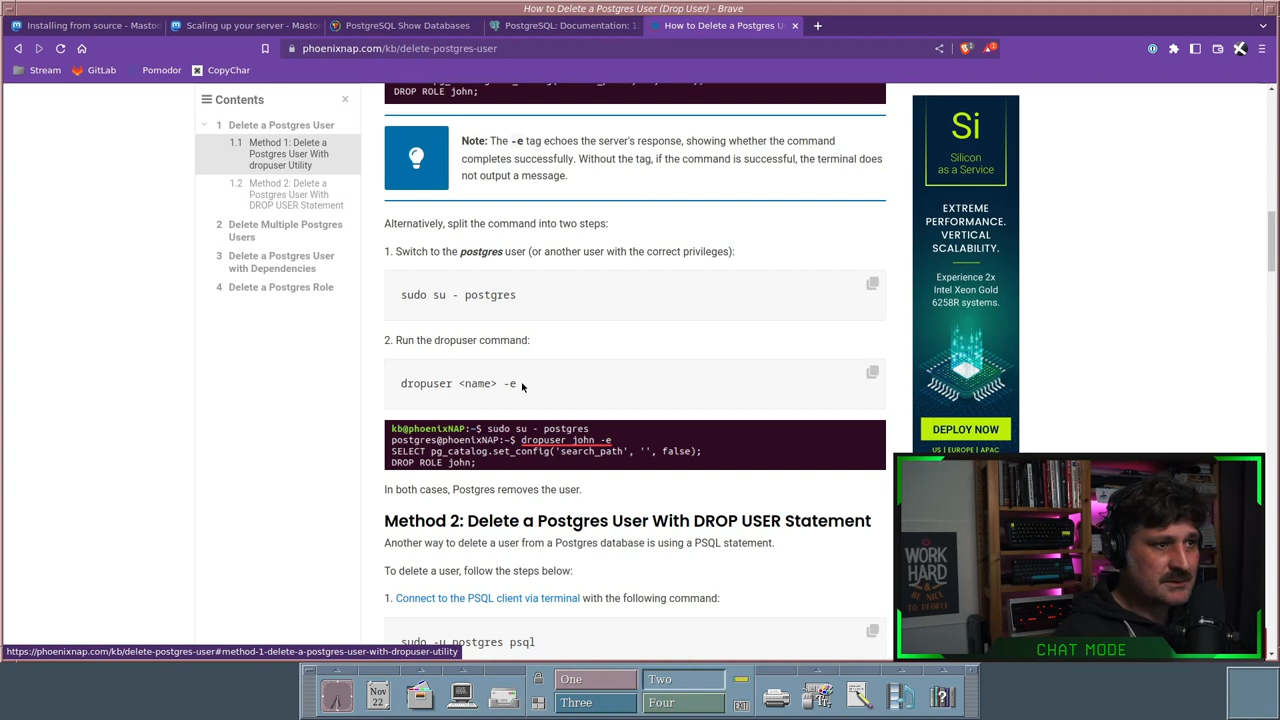 How to Delete a Postgres User (Drop User) - Brave
Installing from source - Mastod
Scaling up your server - Mastod
PostgreSQL Show Databases
PostgreSQL: Documentation: 1
How to Delete a Postgres U
phoenixnap.com/kb/delete-postgres-user
Stream
GitLab
Pomodor
CopyChar
Contents
1 Delete a Postgres User
1.1 Method 1: Delete a
Postgres User With
dropuser Utility
1.2 Method 2: Delete a
Postgres User With
DROP USER Statement
2 Delete Multiple Postgres
Users
3 Delete a Postgres User
with Dependencies
4 Delete a Postgres Role
DROP ROLE john;
Note: The -e tag echoes the server's response, showing whether the command
completes successfully. Without the tag, if the command is successful, the terminal does
not output a message.
Alternatively, split the command into two steps:
1. Switch to the postgres user (or another user with the correct privileges):
sudo su - postgres
2. Run the dropuser command:
dropuser <name> -e
kb@phoenixNAP:~$ sudo su - postgres
postgres@phoenixNAP:~$ dropuser john -e
SELECT pg_catalog.set_config('search_path', '', false);
DROP ROLE john;
In both cases, Postgres removes the user.
Method 2: Delete a Postgres User With DROP USER Statement
Another way to delete a user from a Postgres database is using a PSQL statement.
To delete a user, follow the steps below:
1. Connect to the PSQL client via terminal with the following command:
sudo -u postgres psql
https://phoenixnap.com/kb/delete-postgres-user#method-1-delete-a-postgres-user-with-dropuser-utility
Si
Silicon
as a Service
EXTREME
PERFORMANCE.
VERTICAL
SCALABILITY.
Experience 2x
Intel Xeon Gold
6258R systems.
DEPLOY NOW
US | EUROPE | APAC
WORK
HARD
& BE NICE
TO PEOPLE
CHAT MODE
Nov
22
One
Two
Three
Four
EXIT